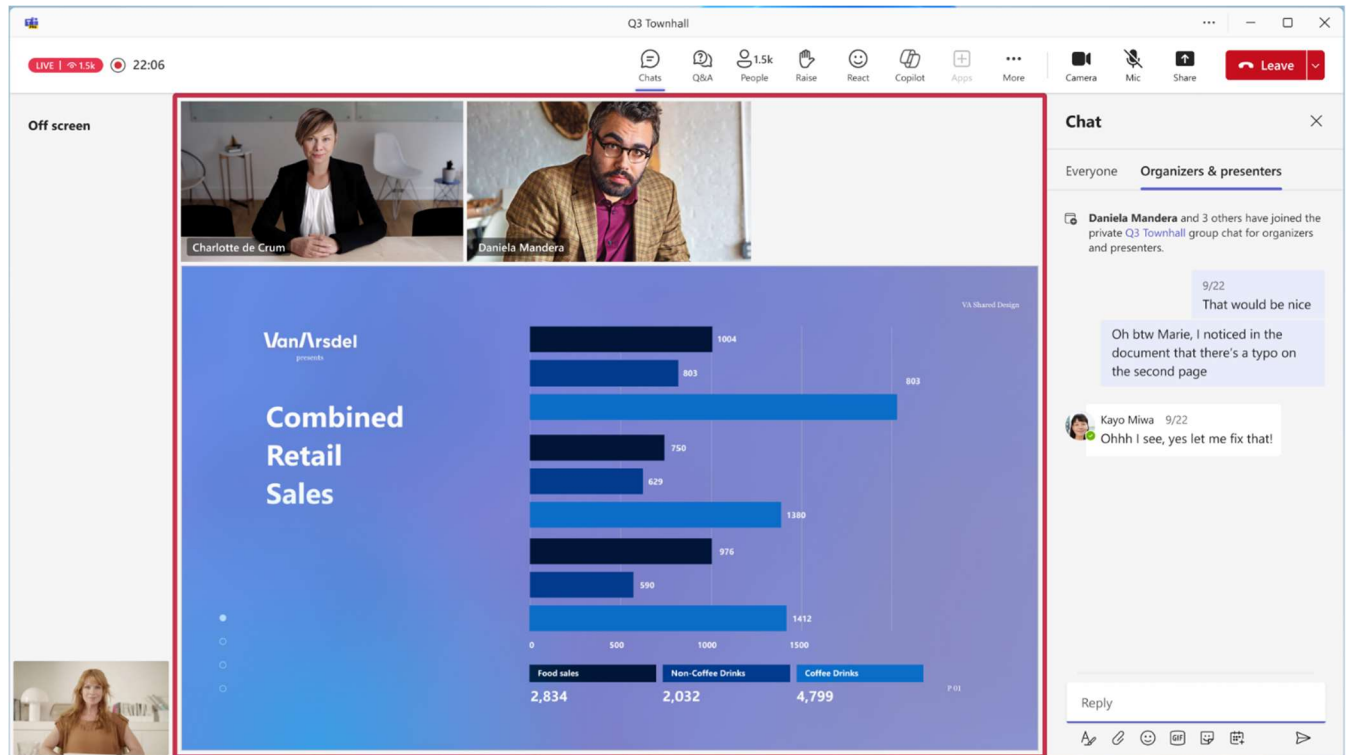 Q3 Townhall
LIVE | 1.5k 22:06
Chats
Q&A
1.5k
People
Raise
React
Copilot
Apps
More
Camera
Mic
Share
Leave
Off screen
Charlotte de Crum
Daniela Mandera
VanArsdel
presents
Combined
Retail
Sales
VA Shared Design
1004
803
803
750
629
1380
976
590
1412
0 500 1000 1500
Food sales Non-Coffee Drinks Coffee Drinks
2,834 2,032 4,799
P 01
Chat
Everyone Organizers & presenters
Daniela Mandera and 3 others have joined the
private Q3 Townhall group chat for organizers
and presenters.
9/22
That would be nice
Oh btw Marie, I noticed in the
document that there's a typo on
the second page
Kayo Miwa 9/22
Ohhh I see, yes let me fix that!
Reply
GIF